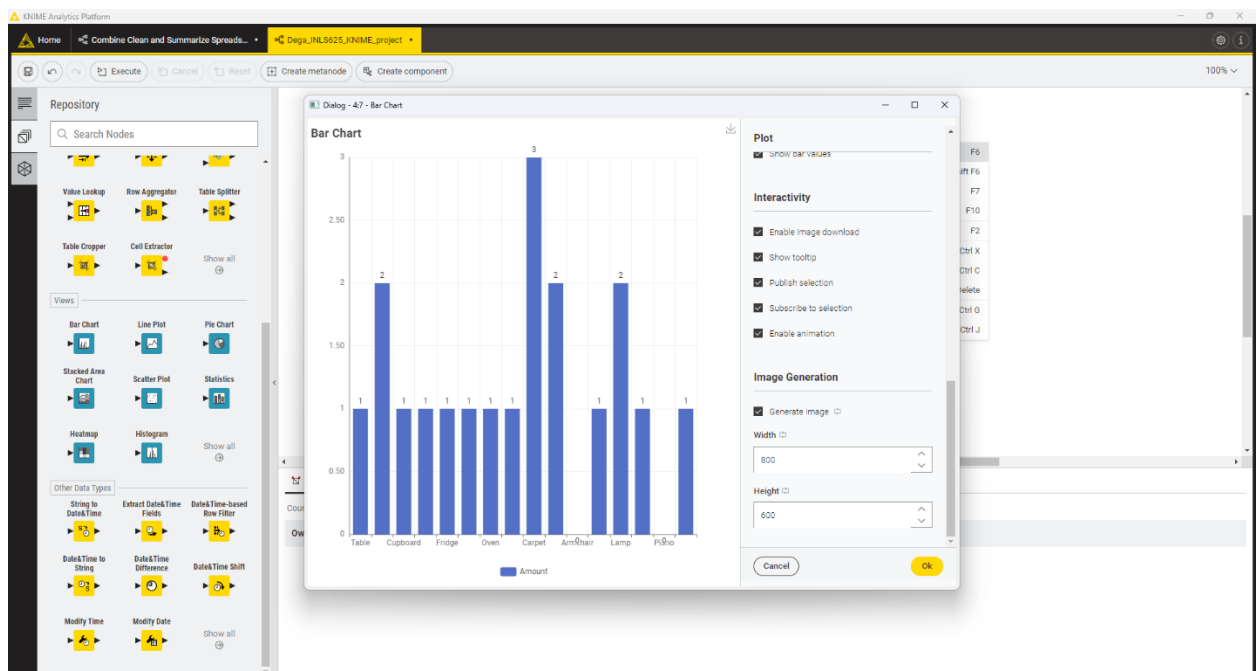 KNIME Analytics Platform
Home
Combine Clean and Summarize Spreads...
Dega_INLS625_KNIME_project
Execute
Cancel
Reset
Create metanode
Create component
100%
Repository
Search Nodes
Value Lookup Row Aggregator Table Splitter
Table Cropper Cell Extractor
Show all
Views
Bar Chart Line Plot Pie Chart
Stacked Area
Chart
Scatter Plot Statistics
Heatmap Histogram
Show all
Other Data Types
String to
Date&Time
Extract Date&Time
Fields
Date&Time-based
Row Filter
Date&Time to
String
Date&Time
Difference
Date&Time Shift
Modify Time Modify Date
Show all
Dialog - 4:7 - Bar Chart
Bar Chart
3
2.50
2
1.50
1
0.50
0
1 2 1 1 1 1 1 1 3 2 0 1 2 1 0 1
Table Cupboard Fridge Oven Carpet Armchair Lamp Piano
Amount
Plot
Show bar values
Interactivity
Enable image download
Show tooltip
Publish selection
Subscribe to selection
Enable animation
Image Generation
Generate image
Width
800
Height
600
Cancel
Ok
F6
ift F6
F7
F10
F2
Ctrl X
Ctrl C
elete
Ctrl G
Ctrl J
Cou
Ow